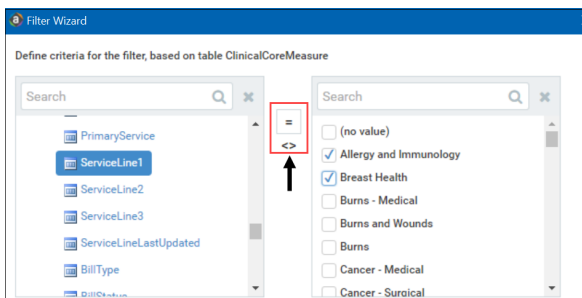 Filter Wizard
Define criteria for the filter, based on table ClinicalCoreMeasure
Search
PrimaryService
ServiceLine1
ServiceLine2
ServiceLine3
ServiceLineLastUpdated
BillType
BillStatus
=
<>
Search
(no value)
Allergy and Immunology
Breast Health
Burns - Medical
Burns and Wounds
Burns
Cancer - Medical
Cancer - Surgical